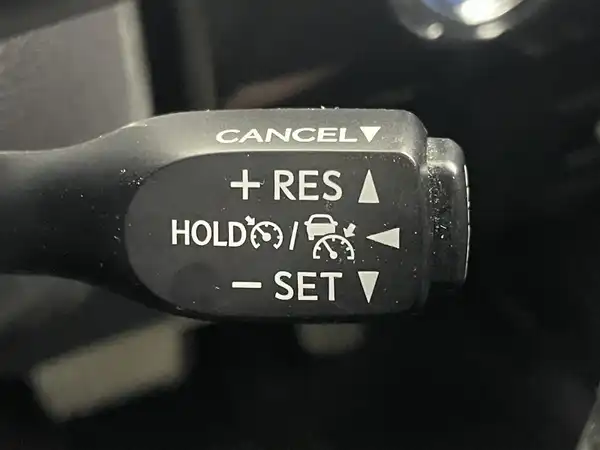 CANCEL▼
+ RES ▲
HOLD / ◀
− SET ▼